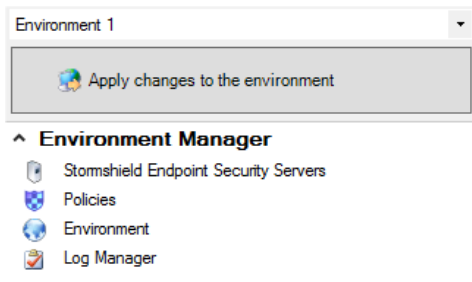 Environment 1
Apply changes to the environment
Environment Manager
Stormshield Endpoint Security Servers
Policies
Environment
Log Manager